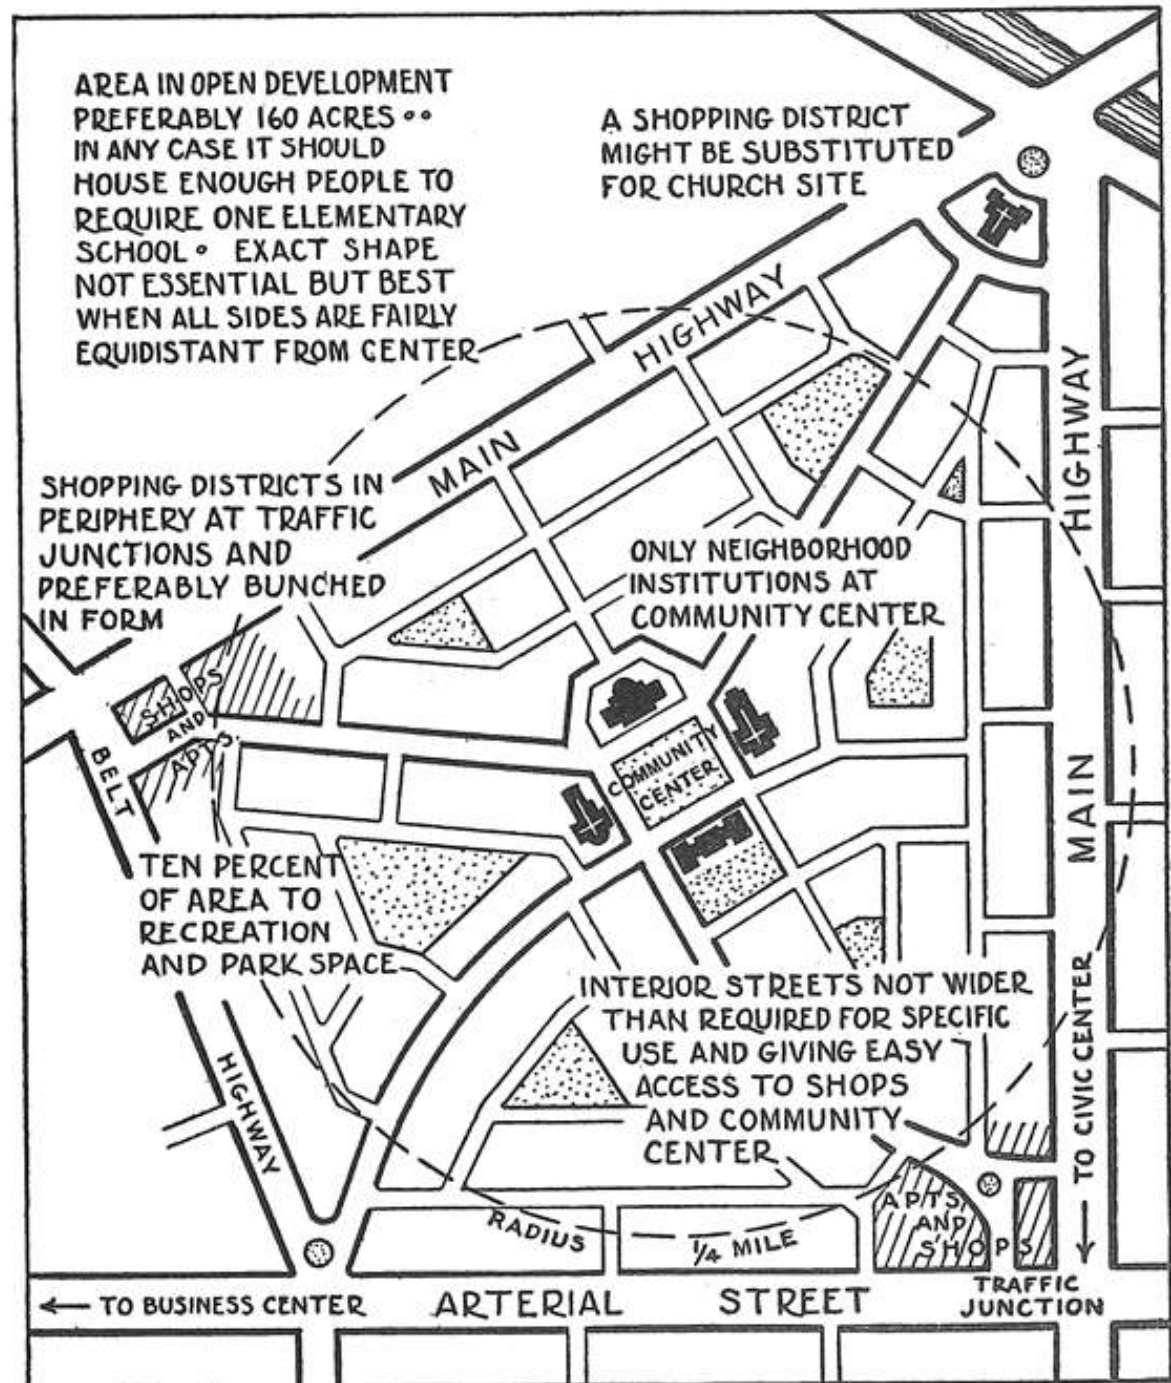 AREA IN OPEN DEVELOPMENT
PREFERABLY 160 ACRES ••
IN ANY CASE IT SHOULD
HOUSE ENOUGH PEOPLE TO
REQUIRE ONE ELEMENTARY
SCHOOL • EXACT SHAPE
NOT ESSENTIAL BUT BEST
WHEN ALL SIDES ARE FAIRLY
EQUIDISTANT FROM CENTER
A SHOPPING DISTRICT
MIGHT BE SUBSTITUTED
FOR CHURCH SITE
MAIN HIGHWAY
HIGHWAY
MAIN
SHOPPING DISTRICTS IN
PERIPHERY AT TRAFFIC
JUNCTIONS AND
PREFERABLY BUNCHED
IN FORM
ONLY NEIGHBORHOOD
INSTITUTIONS AT
COMMUNITY CENTER
SHOPS
AND
APTS.
BELT
HIGHWAY
COMMUNITY
CENTER
TEN PERCENT
OF AREA TO
RECREATION
AND PARK SPACE
INTERIOR STREETS NOT WIDER
THAN REQUIRED FOR SPECIFIC
USE AND GIVING EASY
ACCESS TO SHOPS
AND COMMUNITY
CENTER
TO CIVIC CENTER
APTS
AND
SHOPS
RADIUS 1/4 MILE
TRAFFIC
JUNCTION
← TO BUSINESS CENTER
ARTERIAL STREET